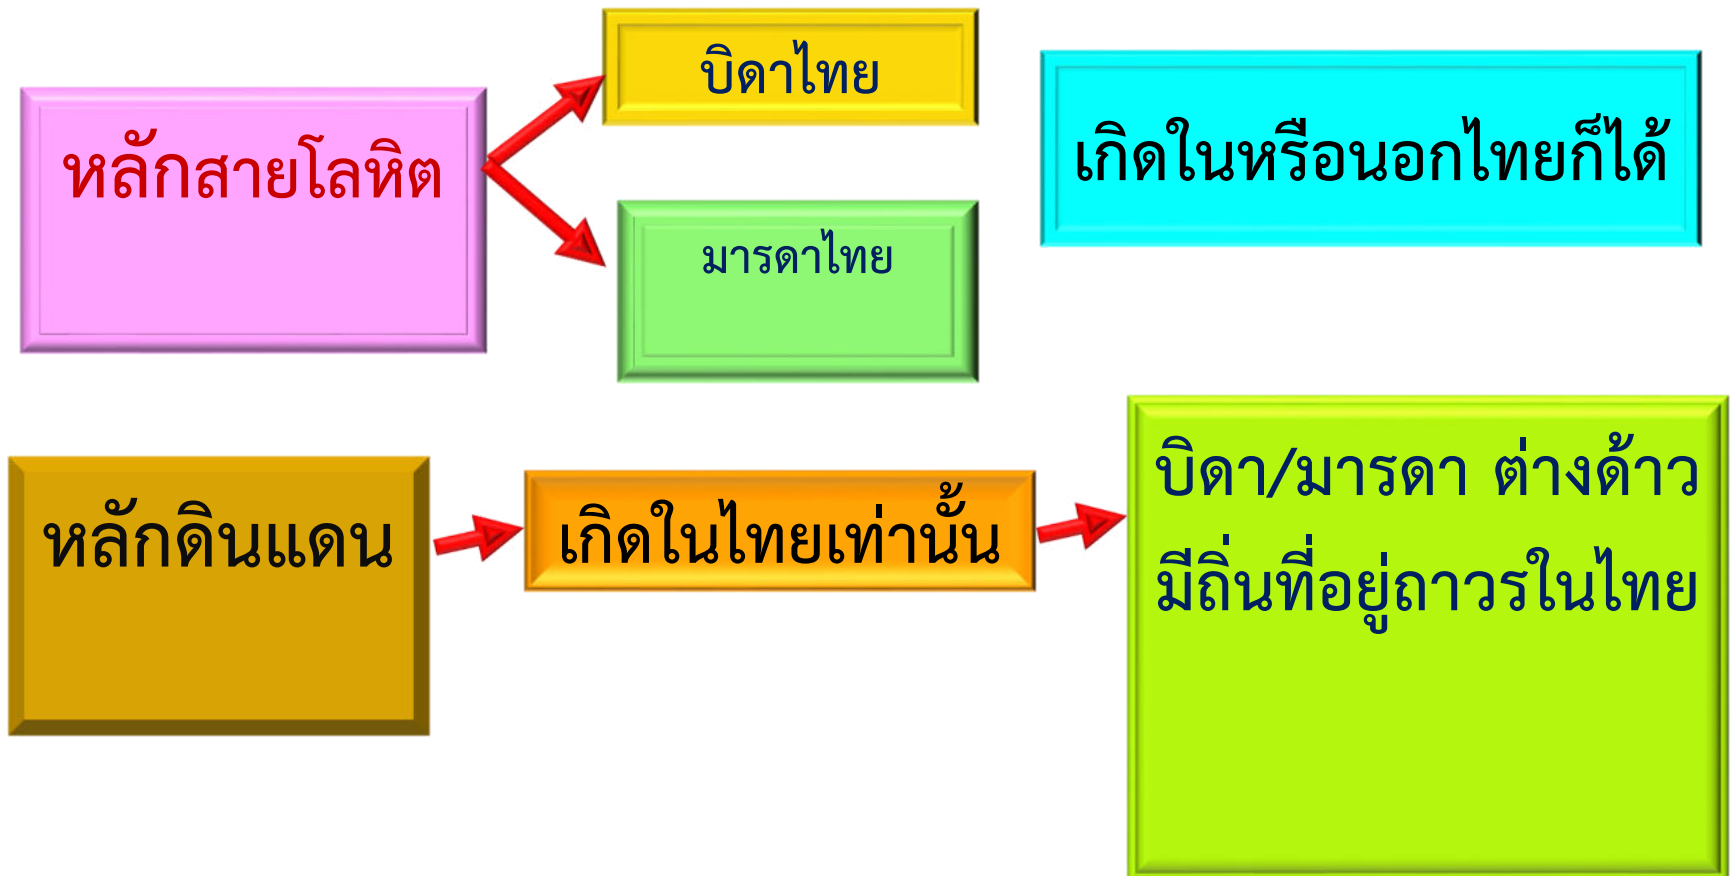 หลักสายโลหิต
บิดาไทย
มารดาไทย
เกิดในหรือนอกไทยก็ได้
หลักดินแดน
เกิดในไทยเท่านั้น
บิดา/มารดา ต่างด้าว
มีถิ่นที่อยู่ถาวรในไทย